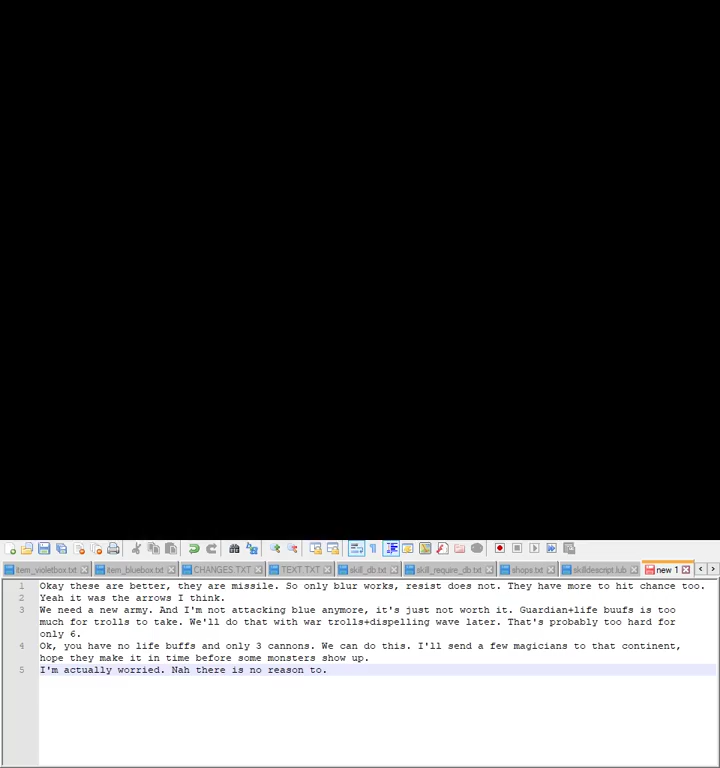 item_violetbox.txt item_bluebox.txt CHANGES.TXT TEXT.TXT skill_db.txt skill_require_db.txt shops.txt skilldescript.lub new 1
1 Okay these are better, they are missile. So only blur works, resist does not. They have more to hit chance too.
2 Yeah it was the arrows I think.
3 We need a new army. And I'm not attacking blue anymore, it's just not worth it. Guardian+life buufs is too
much for trolls to take. We'll do that with war trolls+dispelling wave later. That's probably too hard for
only 6.
4 Ok, you have no life buffs and only 3 cannons. We can do this. I'll send a few magicians to that continent,
hope they make it in time before some monsters show up.
5 I'm actually worried. Nah there is no reason to.